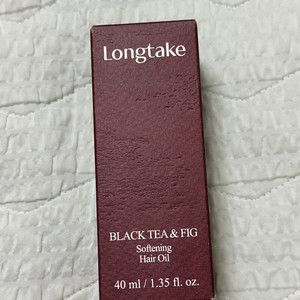 Longtake
BLACK TEA & FIG
Softening
Hair Oil
40 ml / 1.35 fl. oz.